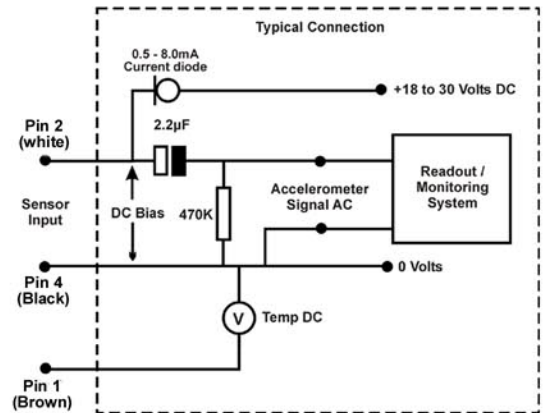 Typical Connection
0.5 - 8.0mA
Current diode
+18 to 30 Volts DC
Pin 2
(white)
2.2µF
Readout /
Monitoring
System
Accelerometer
Signal AC
Sensor
Input
DC Bias
470K
0 Volts
Pin 4
(Black)
V
Temp DC
Pin 1
(Brown)